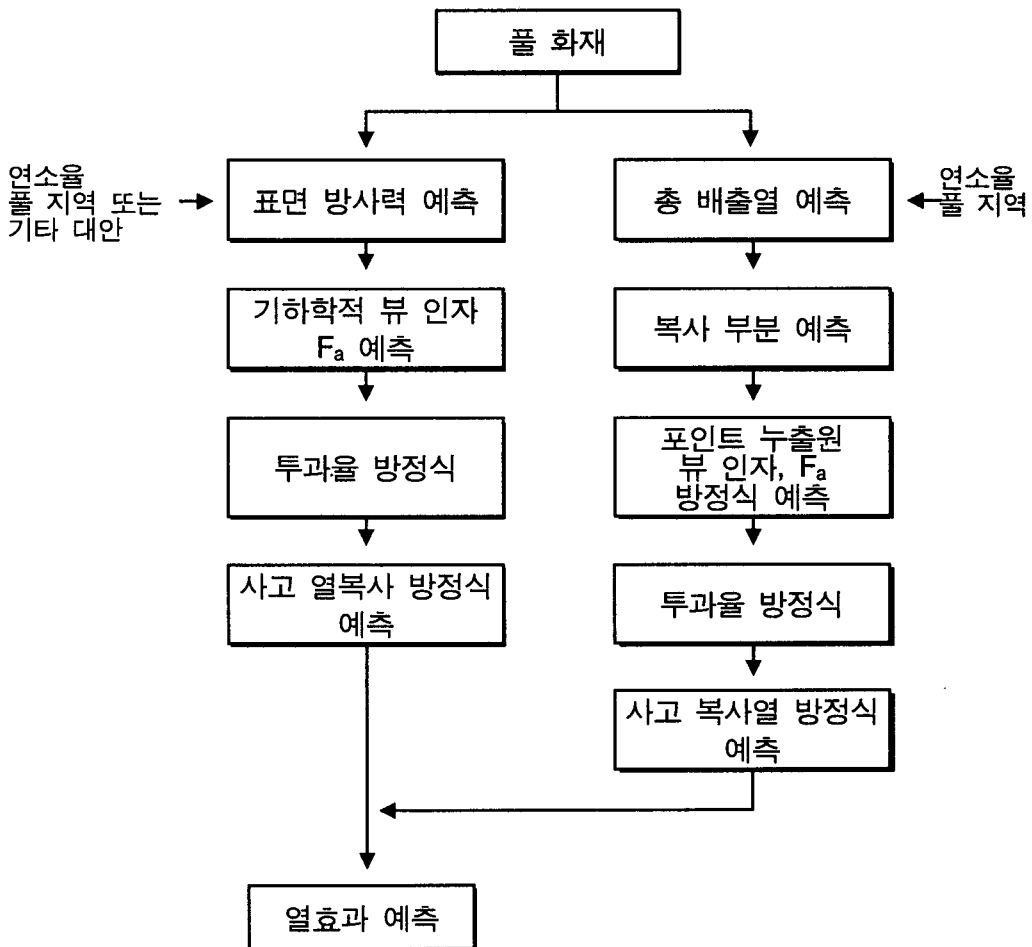 풀 화재
연소율
풀 지역 또는
기타 대안
표면 방사력 예측
총 배출열 예측
연소율
풀 지역
기하학적 뷰 인자
Fa 예측
복사 부분 예측
투과율 방정식
포인트 누출원
뷰 인자, Fa
방정식 예측
사고 열복사 방정식
예측
투과율 방정식
사고 복사열 방정식
예측
열효과 예측